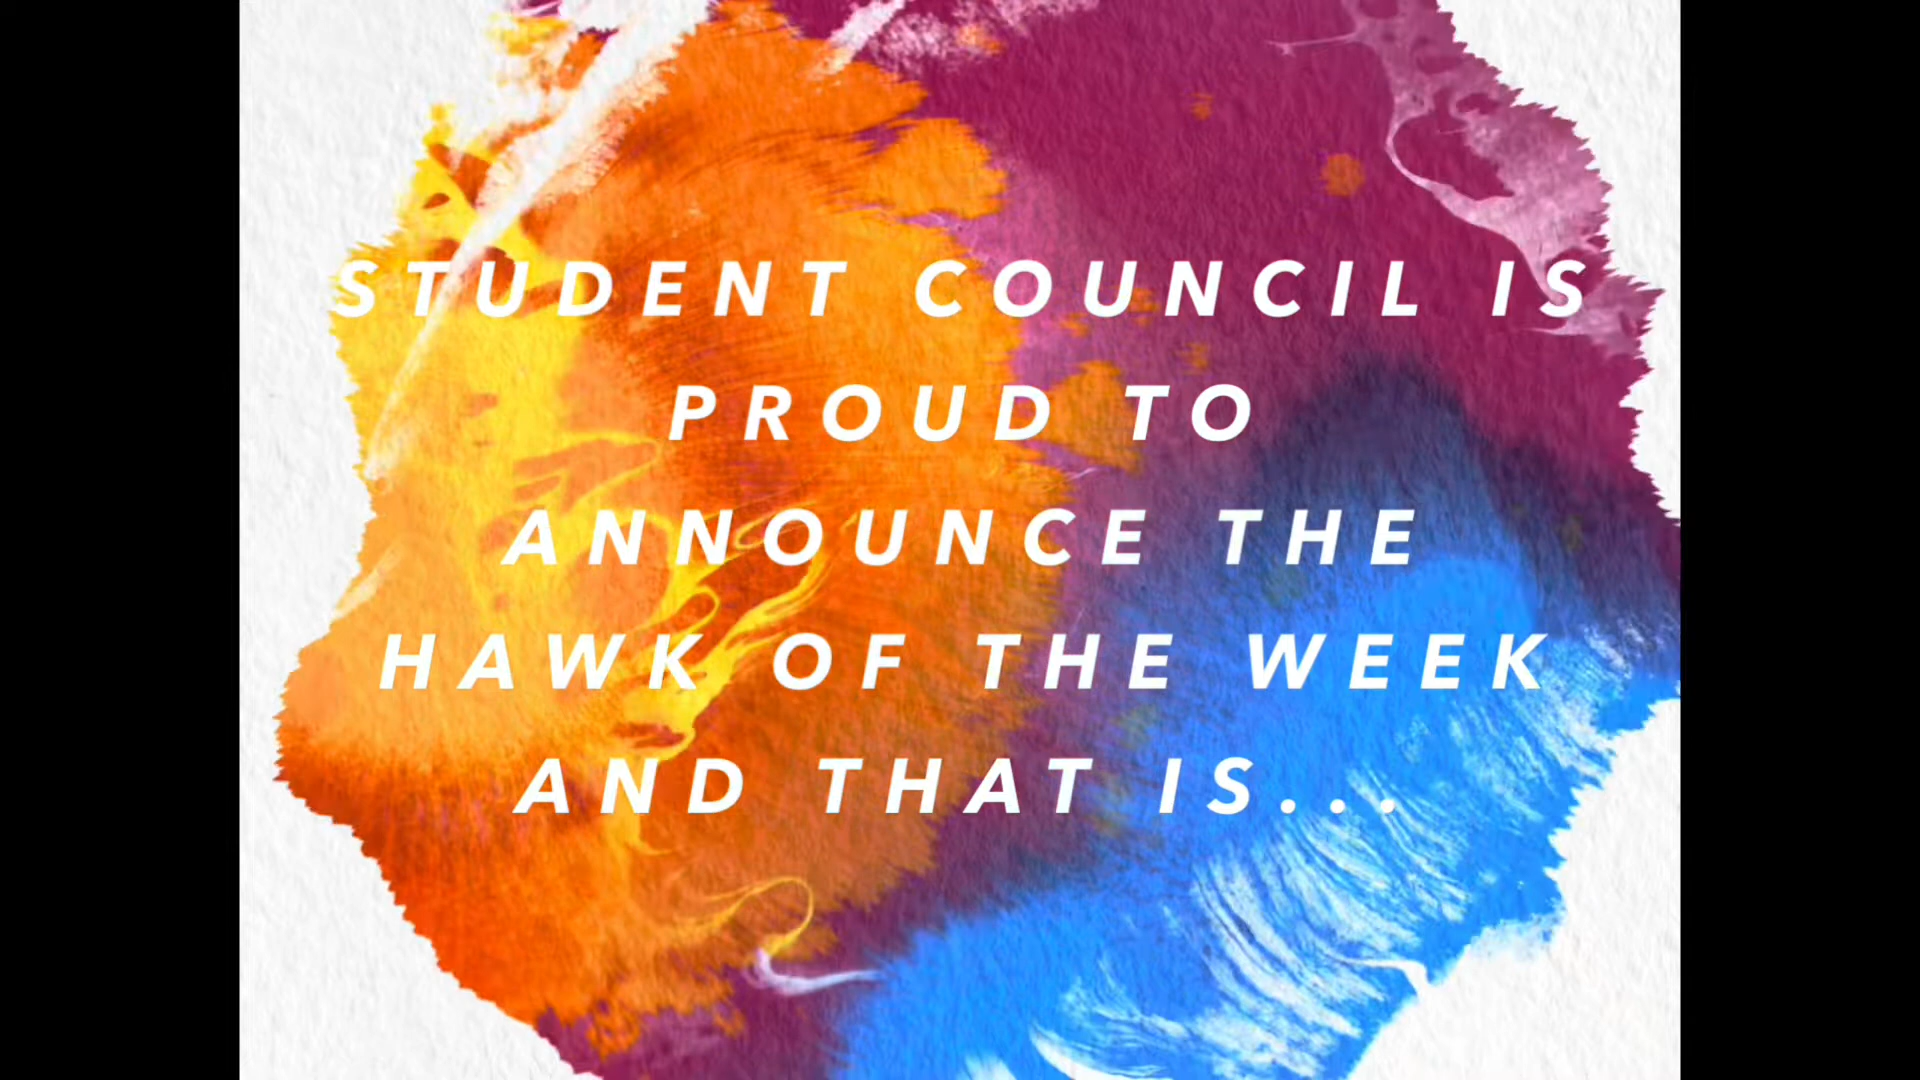 STUDENT COUNCIL IS
PROUD TO
ANNOUNCE THE
HAWK OF THE WEEK
AND THAT IS...